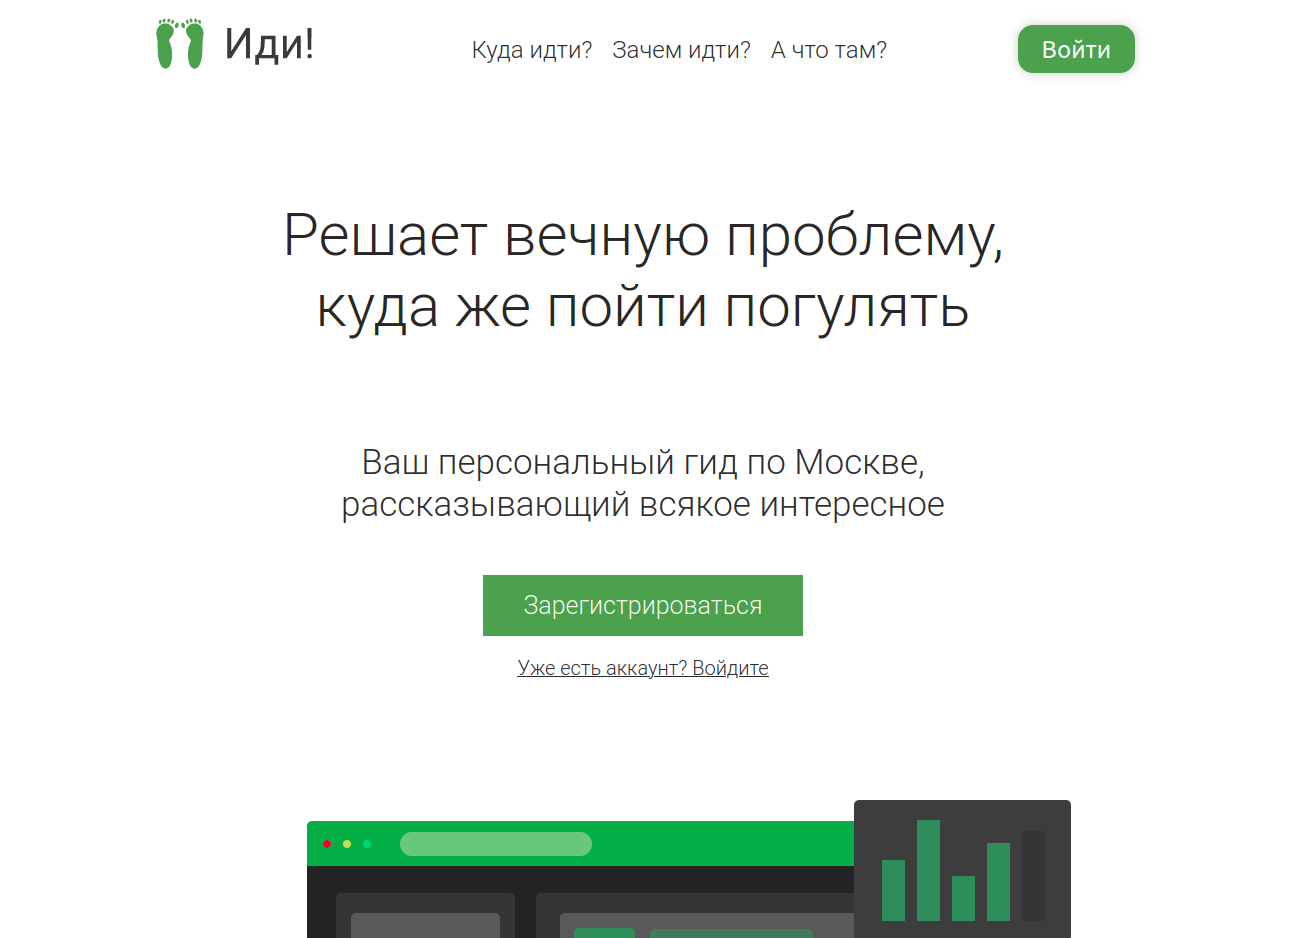 Иди!
Куда идти? Зачем идти? А что там?
Войти
Решает вечную проблему,
куда же пойти погулять
Ваш персональный гид по Москве,
рассказывающий всякое интересное
Зарегистрироваться
Уже есть аккаунт? Войдите